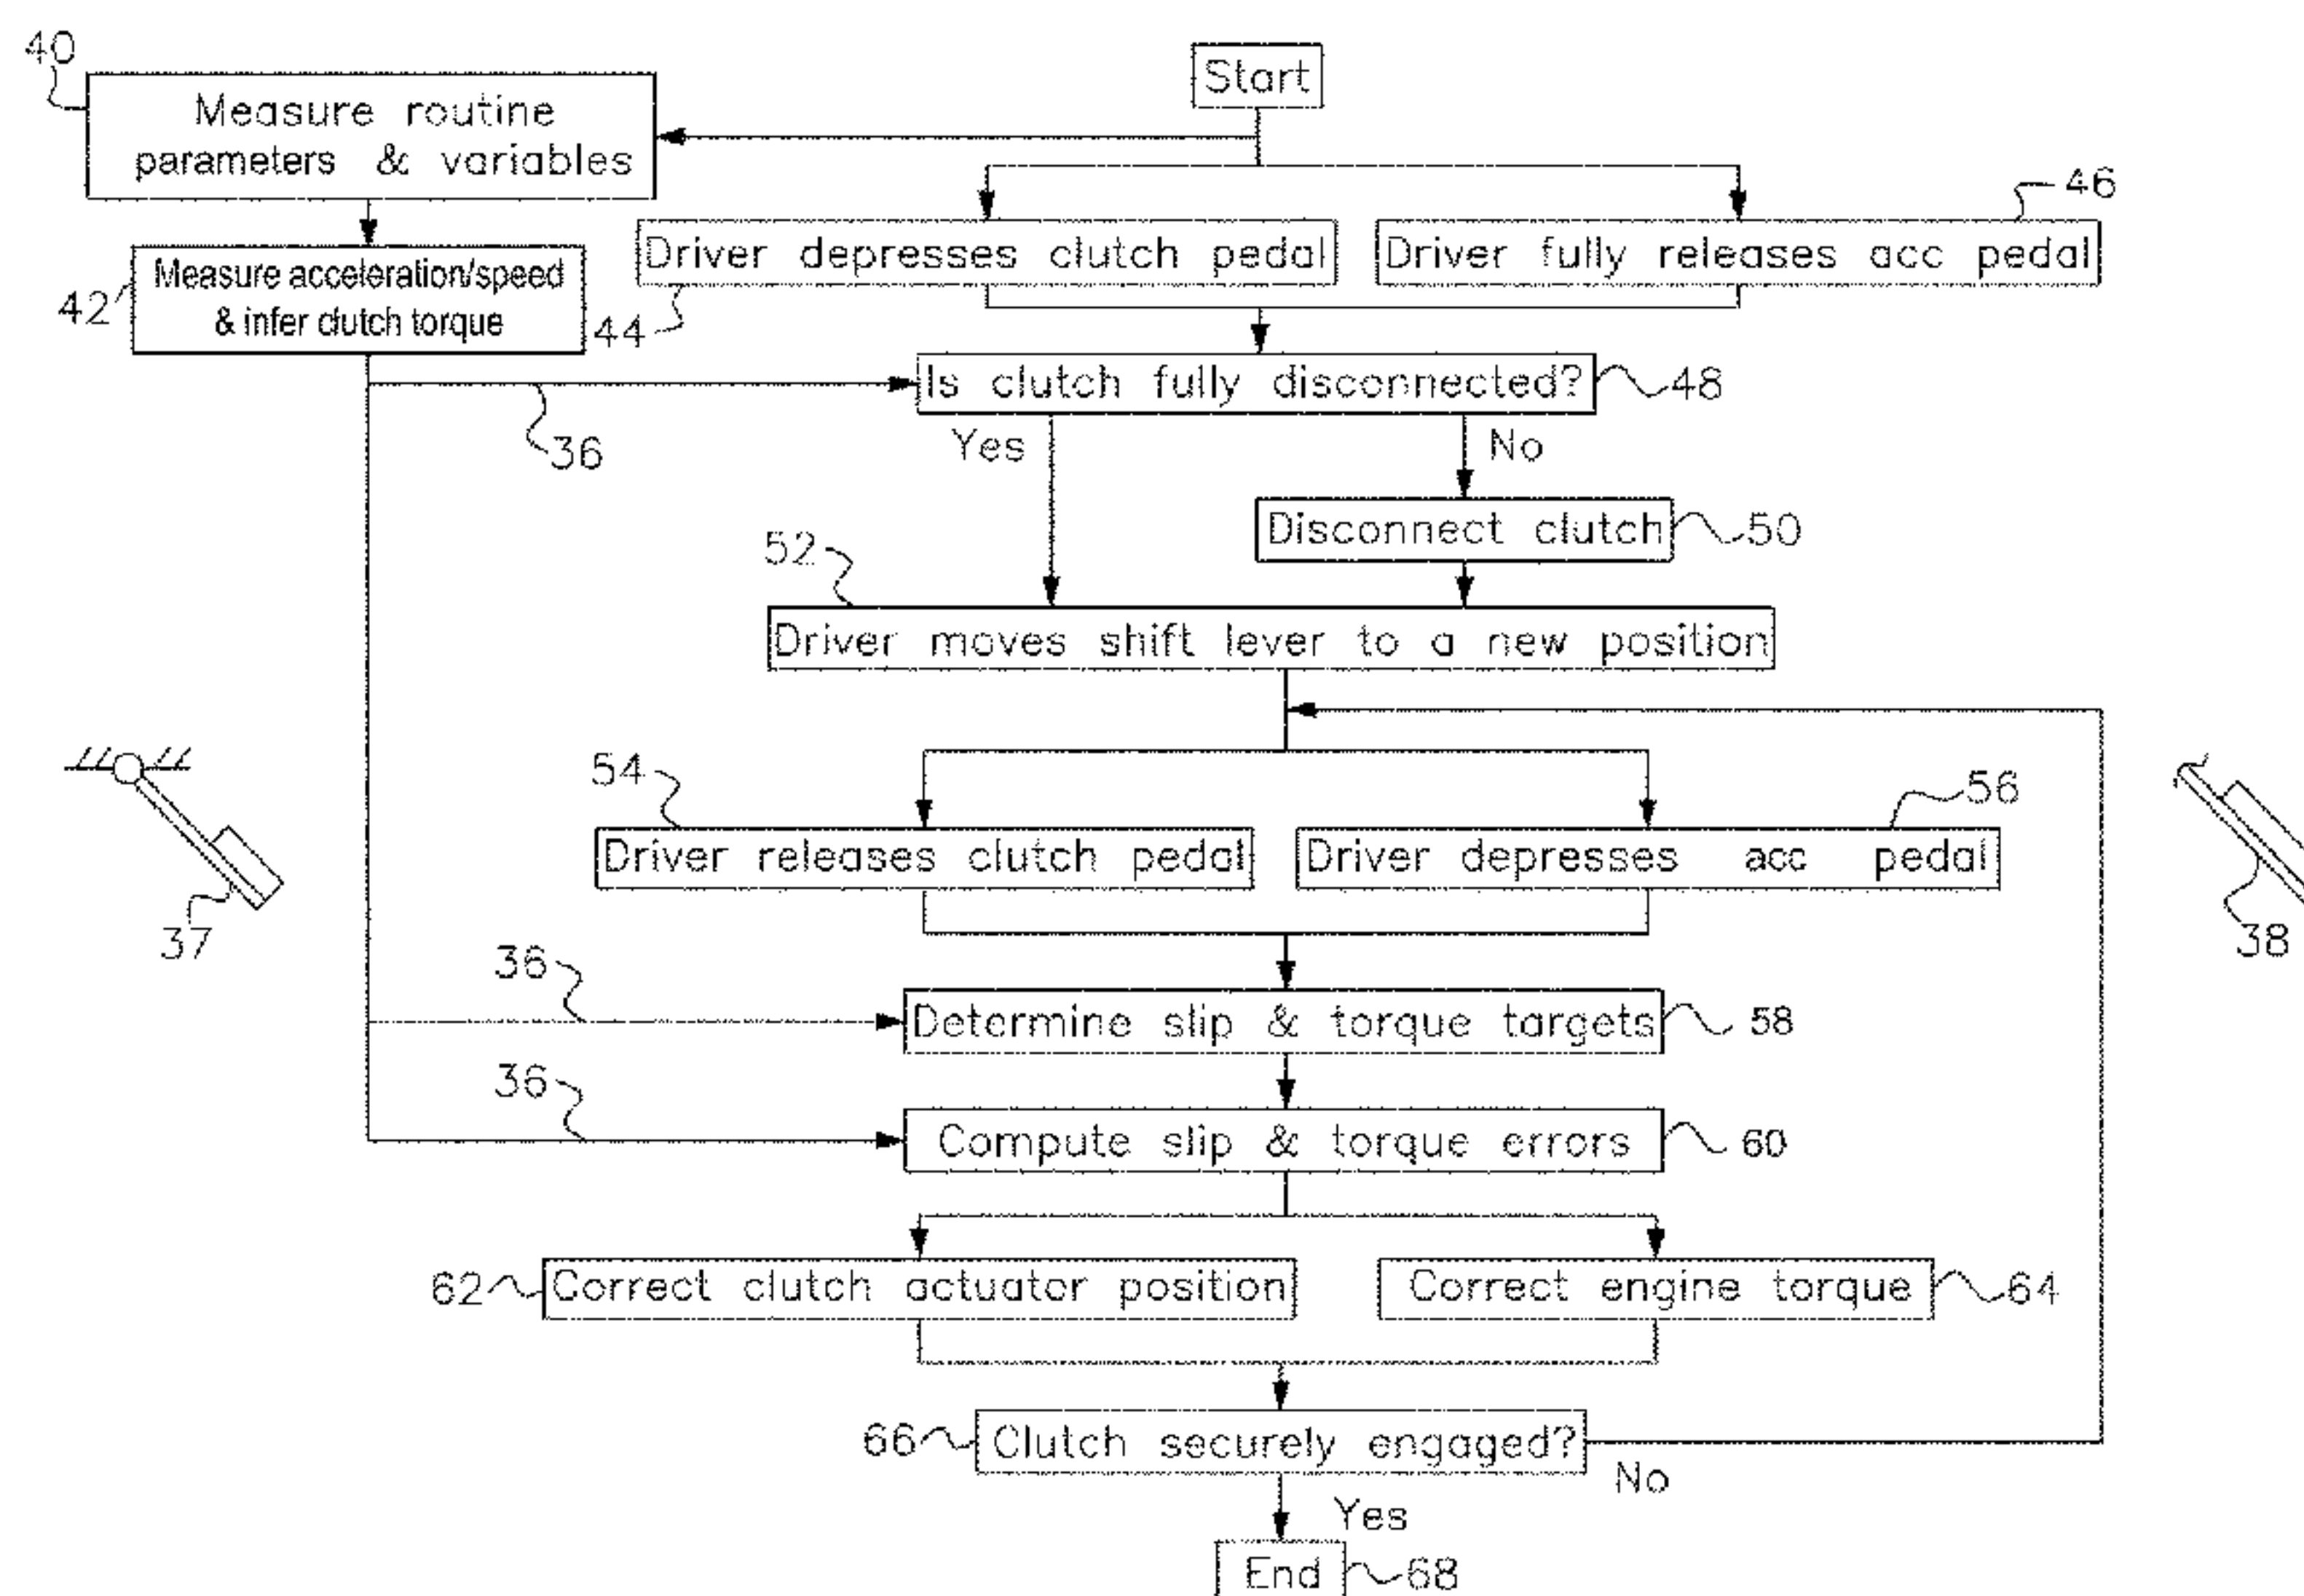 40
Start
Measure routine
parameters & variables
46
Driver depresses clutch pedal
Driver fully releases acc pedal
Measure acceleration/speed
& infer clutch torque
42
44
Is clutch fully disconnected?
48
36
Yes
No
Disconnect clutch
50
52
Driver moves shift lever to a new position
54
56
Driver releases clutch pedal
Driver depresses acc pedal
37
38
36
Determine slip & torque targets
58
36
Compute slip & torque errors
60
62
Correct clutch actuator position
Correct engine torque
64
66
Clutch securely engaged?
No
Yes
End
68